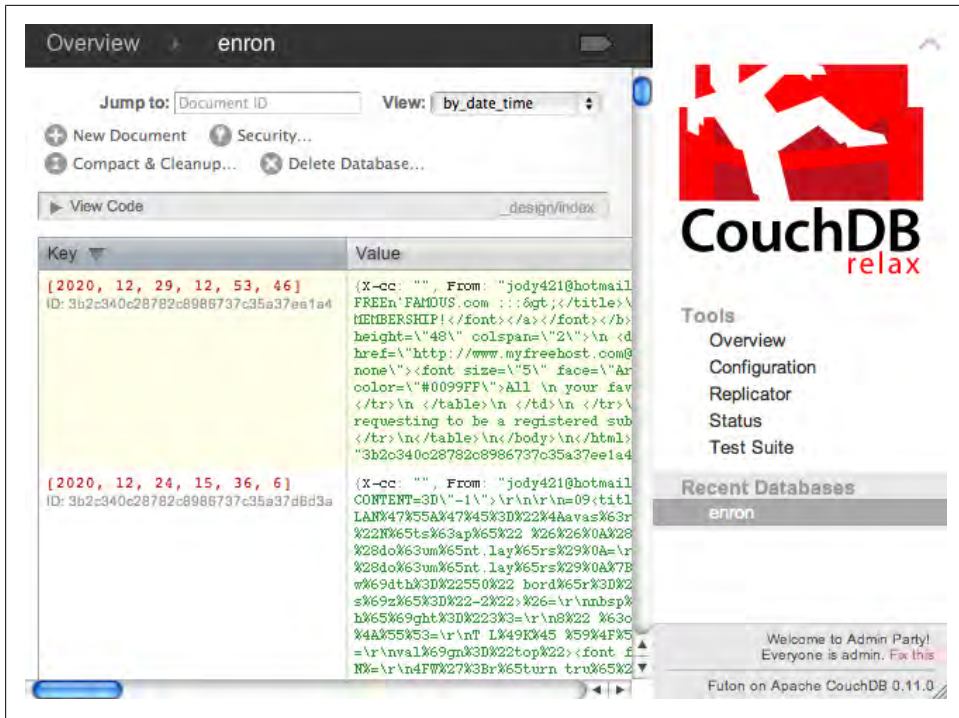 Overview enron
Jump to: Document ID View: by_date_time
New Document Security...
Compact & Cleanup... Delete Database...
View Code _design/index
Key Value
[2020, 12, 29, 12, 53, 46]
ID: 3b2c340c28782c8986737c35a37ee1a4
{X-cc: "", From: "jody421@hotmail
FREEn'FAMOUS.com :::&gt;</title>\
MEMBERSHIP!</font></a></font></b>
height=\"48\" colspan=\"2\">\n <d
href=\"http://www.myfreehost.com@
none\"><font size=\"5\" face=\"Ar
color=\"#0099FF\">All \n your fav
</tr>\n </table>\n </td>\n </tr>\
requesting to be a registered sub
</tr>\n</table>\n</body>\n</html>
"3b2c340c28782c8986737c35a37ee1a4
[2020, 12, 24, 15, 36, 6]
ID: 3b2c340c28782c8986737c35a37d6d3a
{X-cc: "", From: "jody421@hotmail
CONTENT=3D\"-1\">\r\n\r\n=09<titl
LAN%47%55A%47%45%3D%22%4Aavas%63r
%22N%65ts%63ap%65%22 %26%26%0A%28
%28do%63um%65nt.lay%65rs%29%0A=\r
%28do%63um%65nt.lay%65rs%29%0A%7B
w%69dth%3D%22550%22 bord%65r%3D%2
s%69z%65%3D%22-2%22>%26=\r\nnbsp%
h%65%69ght%3D%223%3=\r\n8%22 %63o
%4A%55%53=\r\nT L%49K%45 %59%4F%5
=\r\nval%69gn%3D%22top%22><font f
N%=\r\n4FW%27%3Br%65turn tru%65%2
CouchDB
relax
Tools
Overview
Configuration
Replicator
Status
Test Suite
Recent Databases
enron
Welcome to Admin Party!
Everyone is admin. Fix this
Futon on Apache CouchDB 0.11.0